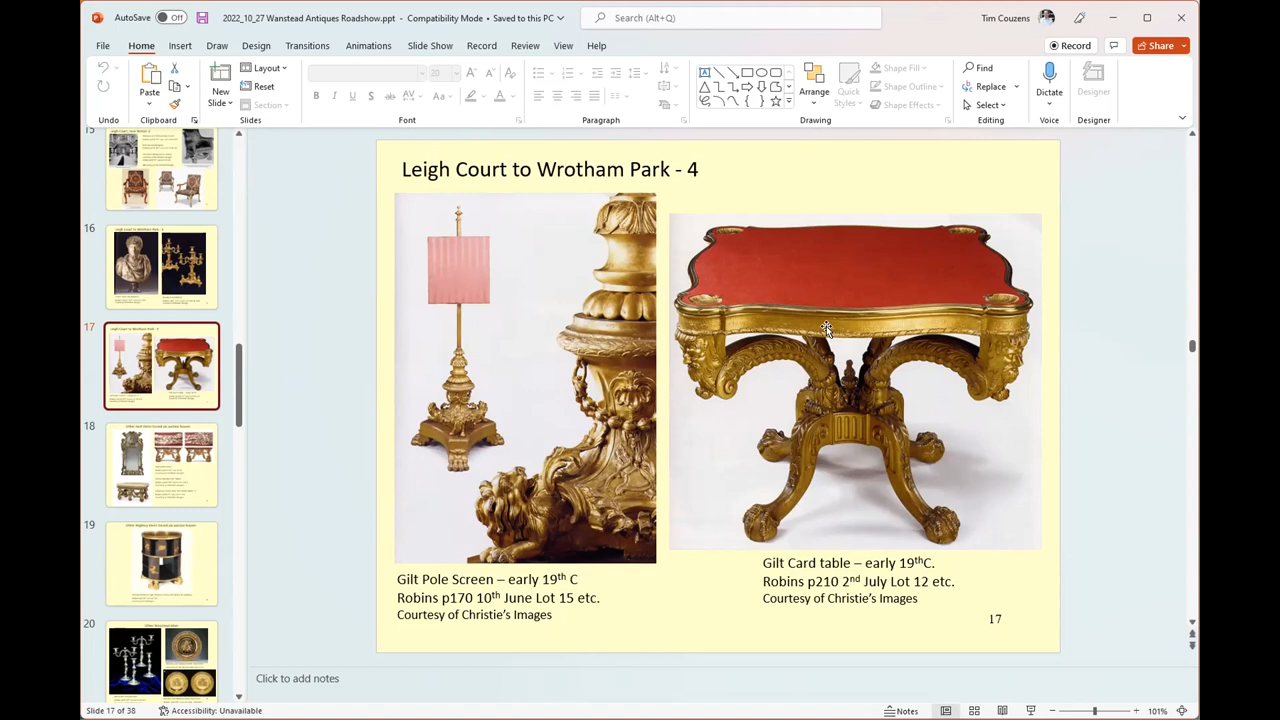 AutoSave Off 2022_10_27 Wanstead Antiques Roadshow.ppt - Compatibility Mode • Saved to this PC Search (Alt+Q) Tim Couzens
File Home Insert Draw Design Transitions Animations Slide Show Record Review View Help Record Share
Paste
New
Slide
Layout
Reset
Section
20
Arrange
Quick
Styles
Shape Fill
Shape Outline
Shape Effects
Find
Replace
Select
Dictate
Designer
Undo Clipboard Slides Font Paragraph Drawing Editing Voice Designer
15
16
17
18
19
20
Leigh Court to Wrotham Park - 4
Gilt Pole Screen – early 19th C
Robins p170 10th June Lot 15 etc.
Courtesy of Christie's Images
Gilt Card table – early 19thC.
Robins p210 2nd July Lot 12 etc.
Courtesy of Christie's Images
17
Click to add notes
Slide 17 of 38 Accessibility: Unavailable Notes 101%